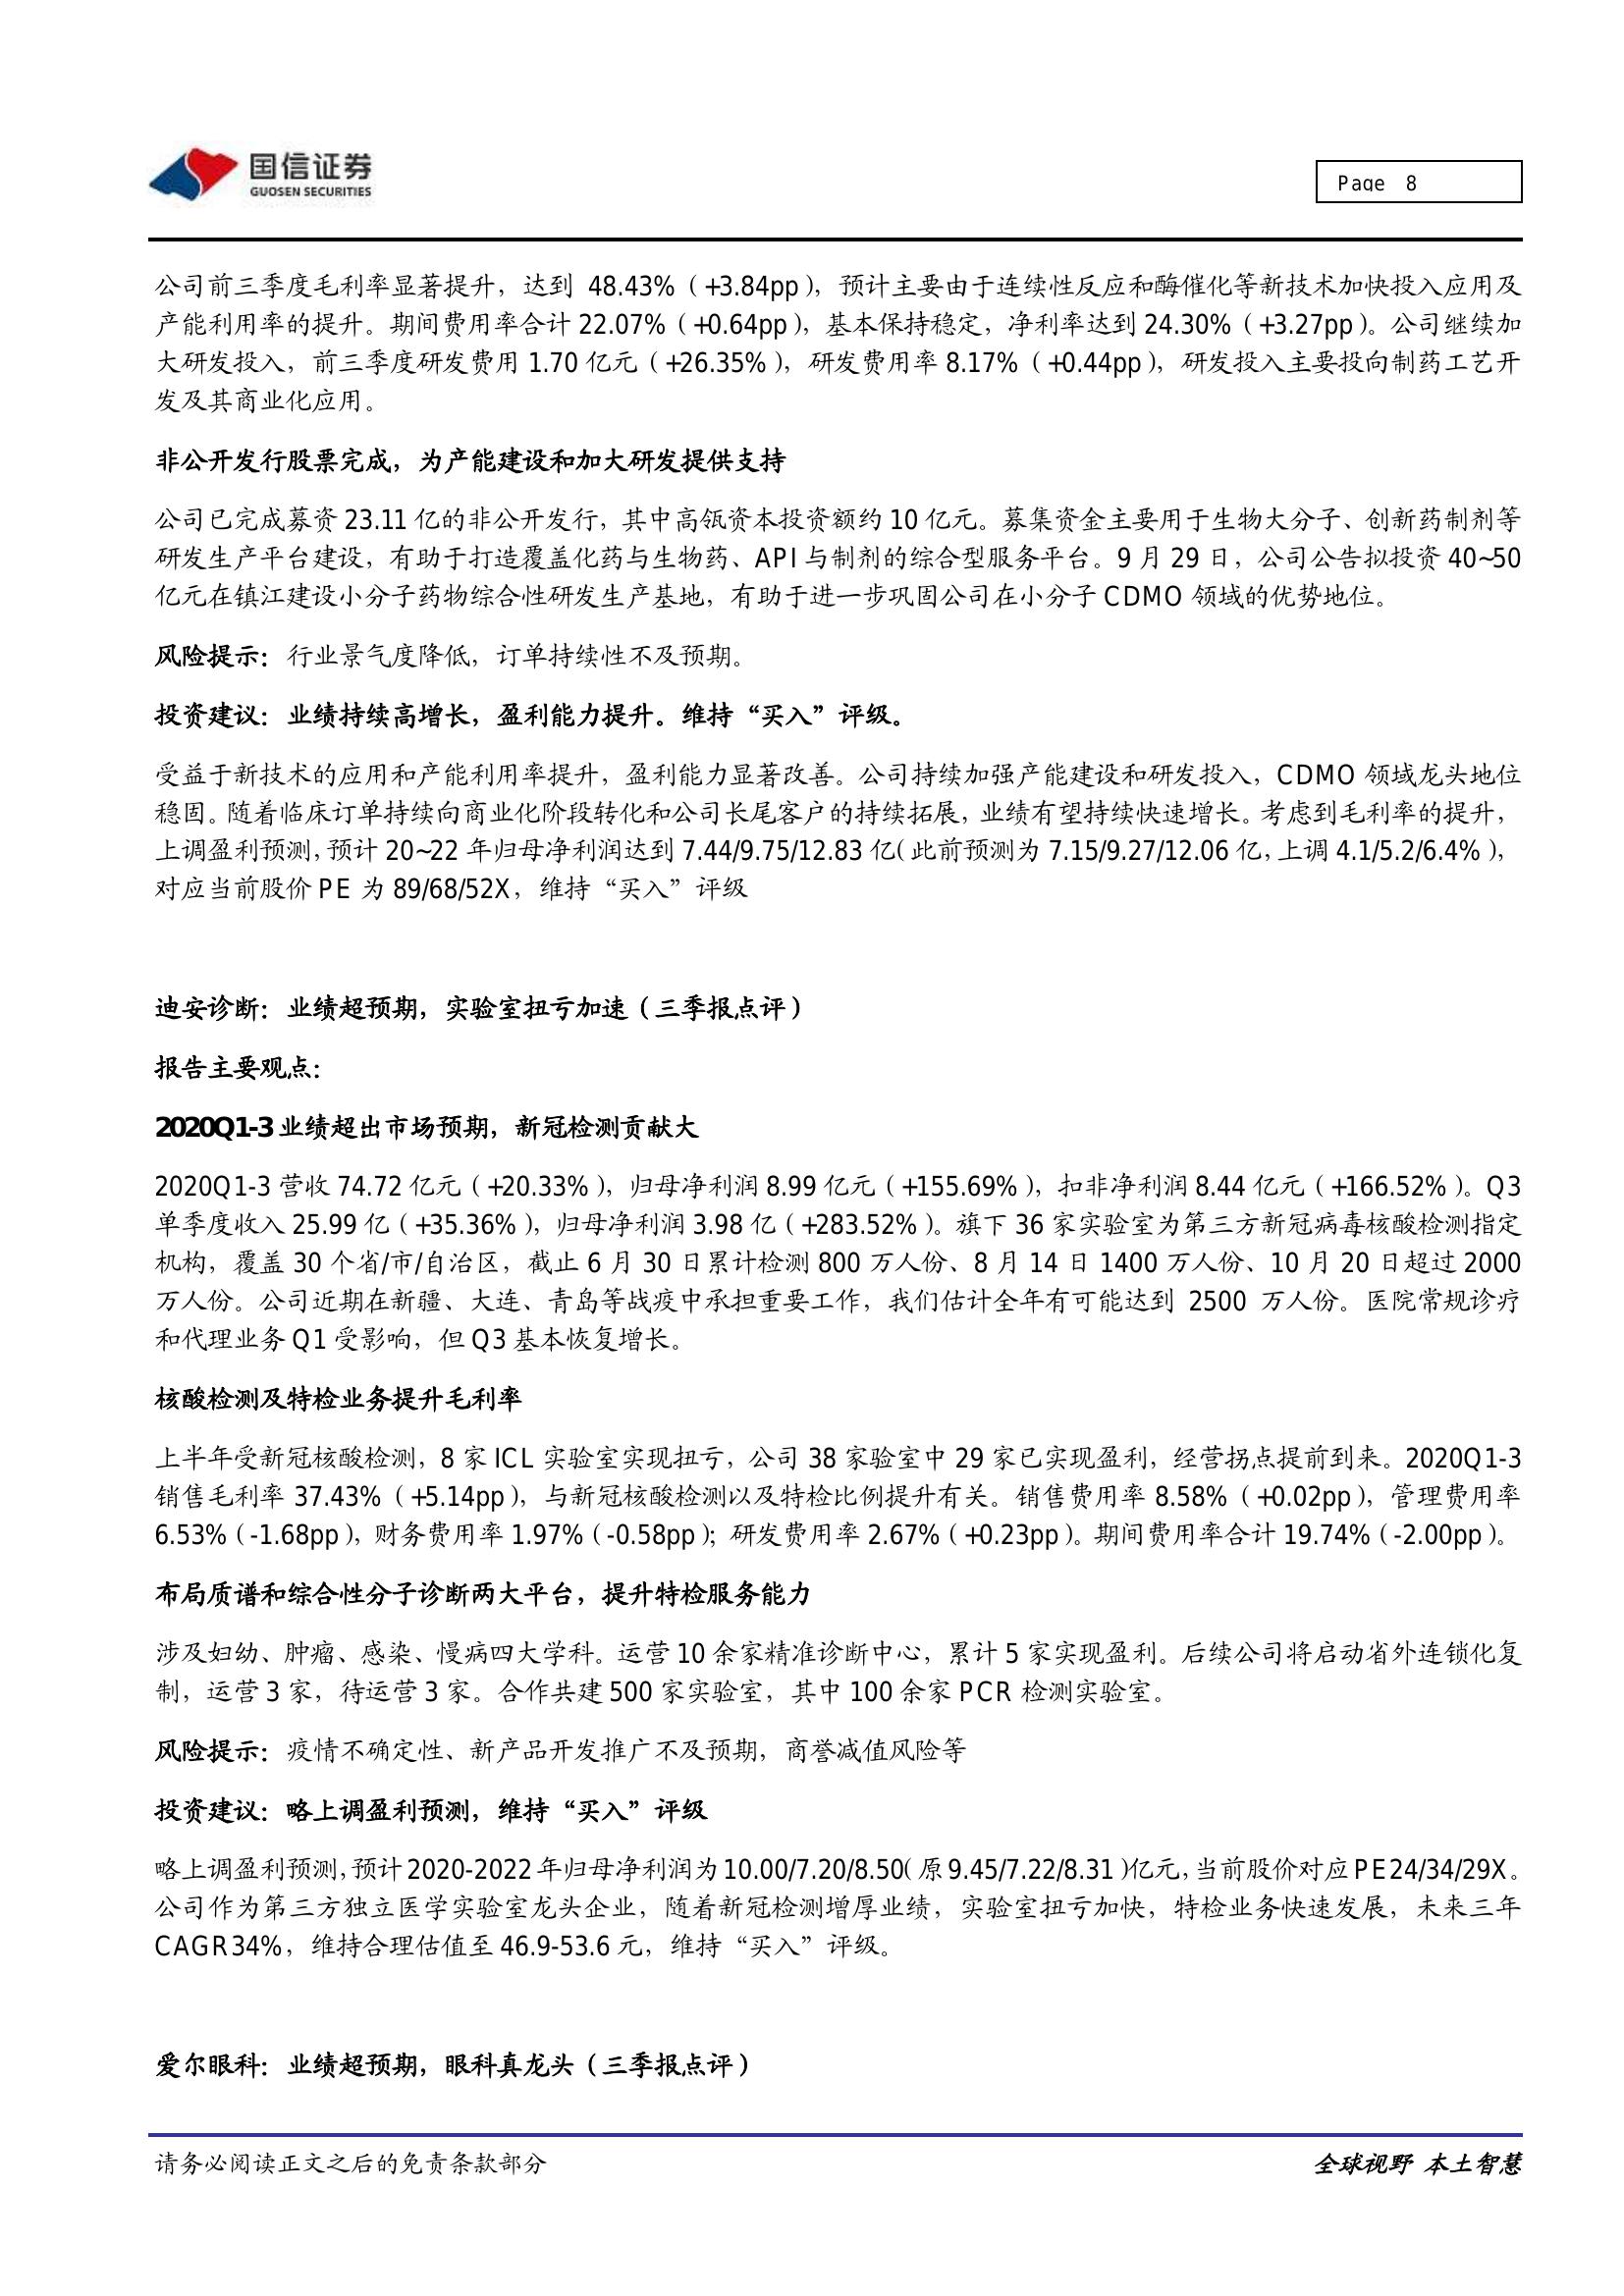 国信证券
GUOSEN SECURITIES
Page 8
公司前三季度毛利率显著提升，达到 48.43%（+3.84pp），预计主要由于连续性反应和酶催化等新技术加快投入应用及
产能利用率的提升。期间费用率合计 22.07%（+0.64pp），基本保持稳定，净利率达到 24.30%（+3.27pp）。公司继续加
大研发投入，前三季度研发费用 1.70 亿元（+26.35%），研发费用率 8.17%（+0.44pp），研发投入主要投向制药工艺开
发及其商业化应用。
非公开发行股票完成，为产能建设和加大研发提供支持
公司已完成募资 23.11 亿的非公开发行，其中高瓴资本投资额约 10 亿元。募集资金主要用于生物大分子、创新药制剂等
研发生产平台建设，有助于打造覆盖化药与生物药、API 与制剂的综合型服务平台。9 月 29 日，公司公告拟投资 40~50
亿元在镇江建设小分子药物综合性研发生产基地，有助于进一步巩固公司在小分子 CDMO 领域的优势地位。
风险提示：行业景气度降低，订单持续性不及预期。
投资建议：业绩持续高增长，盈利能力提升。维持“买入”评级。
受益于新技术的应用和产能利用率提升，盈利能力显著改善。公司持续加强产能建设和研发投入，CDMO 领域龙头地位
稳固。随着临床订单持续向商业化阶段转化和公司长尾客户的持续拓展，业绩有望持续快速增长。考虑到毛利率的提升，
上调盈利预测，预计 20~22 年归母净利润达到 7.44/9.75/12.83 亿（此前预测为 7.15/9.27/12.06 亿，上调 4.1/5.2/6.4%），
对应当前股价 PE 为 89/68/52X，维持“买入”评级
迪安诊断：业绩超预期，实验室扭亏加速（三季报点评）
报告主要观点：
2020Q1-3 业绩超出市场预期，新冠检测贡献大
2020Q1-3 营收 74.72 亿元（+20.33%），归母净利润 8.99 亿元（+155.69%），扣非净利润 8.44 亿元（+166.52%）。Q3
单季度收入 25.99 亿（+35.36%），归母净利润 3.98 亿（+283.52%）。旗下 36 家实验室为第三方新冠病毒核酸检测指定
机构，覆盖 30 个省/市/自治区，截止 6 月 30 日累计检测 800 万人份、8 月 14 日 1400 万人份、10 月 20 日超过 2000
万人份。公司近期在新疆、大连、青岛等战疫中承担重要工作，我们估计全年有可能达到 2500 万人份。医院常规诊疗
和代理业务 Q1 受影响，但 Q3 基本恢复增长。
核酸检测及特检业务提升毛利率
上半年受新冠核酸检测，8 家 ICL 实验室实现扭亏，公司 38 家验室中 29 家已实现盈利，经营拐点提前到来。2020Q1-3
销售毛利率 37.43%（+5.14pp），与新冠核酸检测以及特检比例提升有关。销售费用率 8.58%（+0.02pp），管理费用率
6.53%（-1.68pp），财务费用率 1.97%（-0.58pp）；研发费用率 2.67%（+0.23pp）。期间费用率合计 19.74%（-2.00pp）。
布局质谱和综合性分子诊断两大平台，提升特检服务能力
涉及妇幼、肿瘤、感染、慢病四大学科。运营 10 余家精准诊断中心，累计 5 家实现盈利。后续公司将启动省外连锁化复
制，运营 3 家，待运营 3 家。合作共建 500 家实验室，其中 100 余家 PCR 检测实验室。
风险提示：疫情不确定性、新产品开发推广不及预期，商誉减值风险等
投资建议：略上调盈利预测，维持“买入”评级
略上调盈利预测，预计 2020-2022 年归母净利润为 10.00/7.20/8.50（原 9.45/7.22/8.31）亿元，当前股价对应 PE24/34/29X。
公司作为第三方独立医学实验室龙头企业，随着新冠检测增厚业绩，实验室扭亏加快，特检业务快速发展，未来三年
CAGR34%，维持合理估值至 46.9-53.6 元，维持“买入”评级。
爱尔眼科：业绩超预期，眼科真龙头（三季报点评）
请务必阅读正文之后的免责条款部分
全球视野 本土智慧